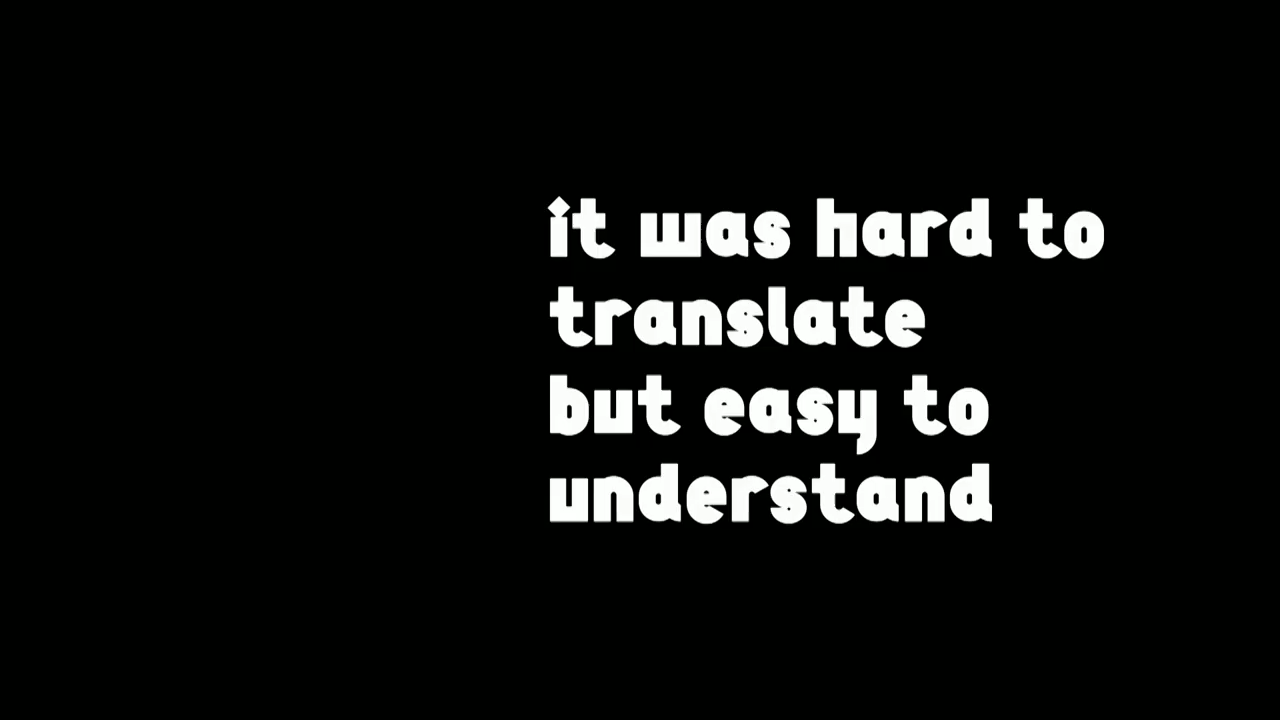 it was hard to
translate
but easy to
understand